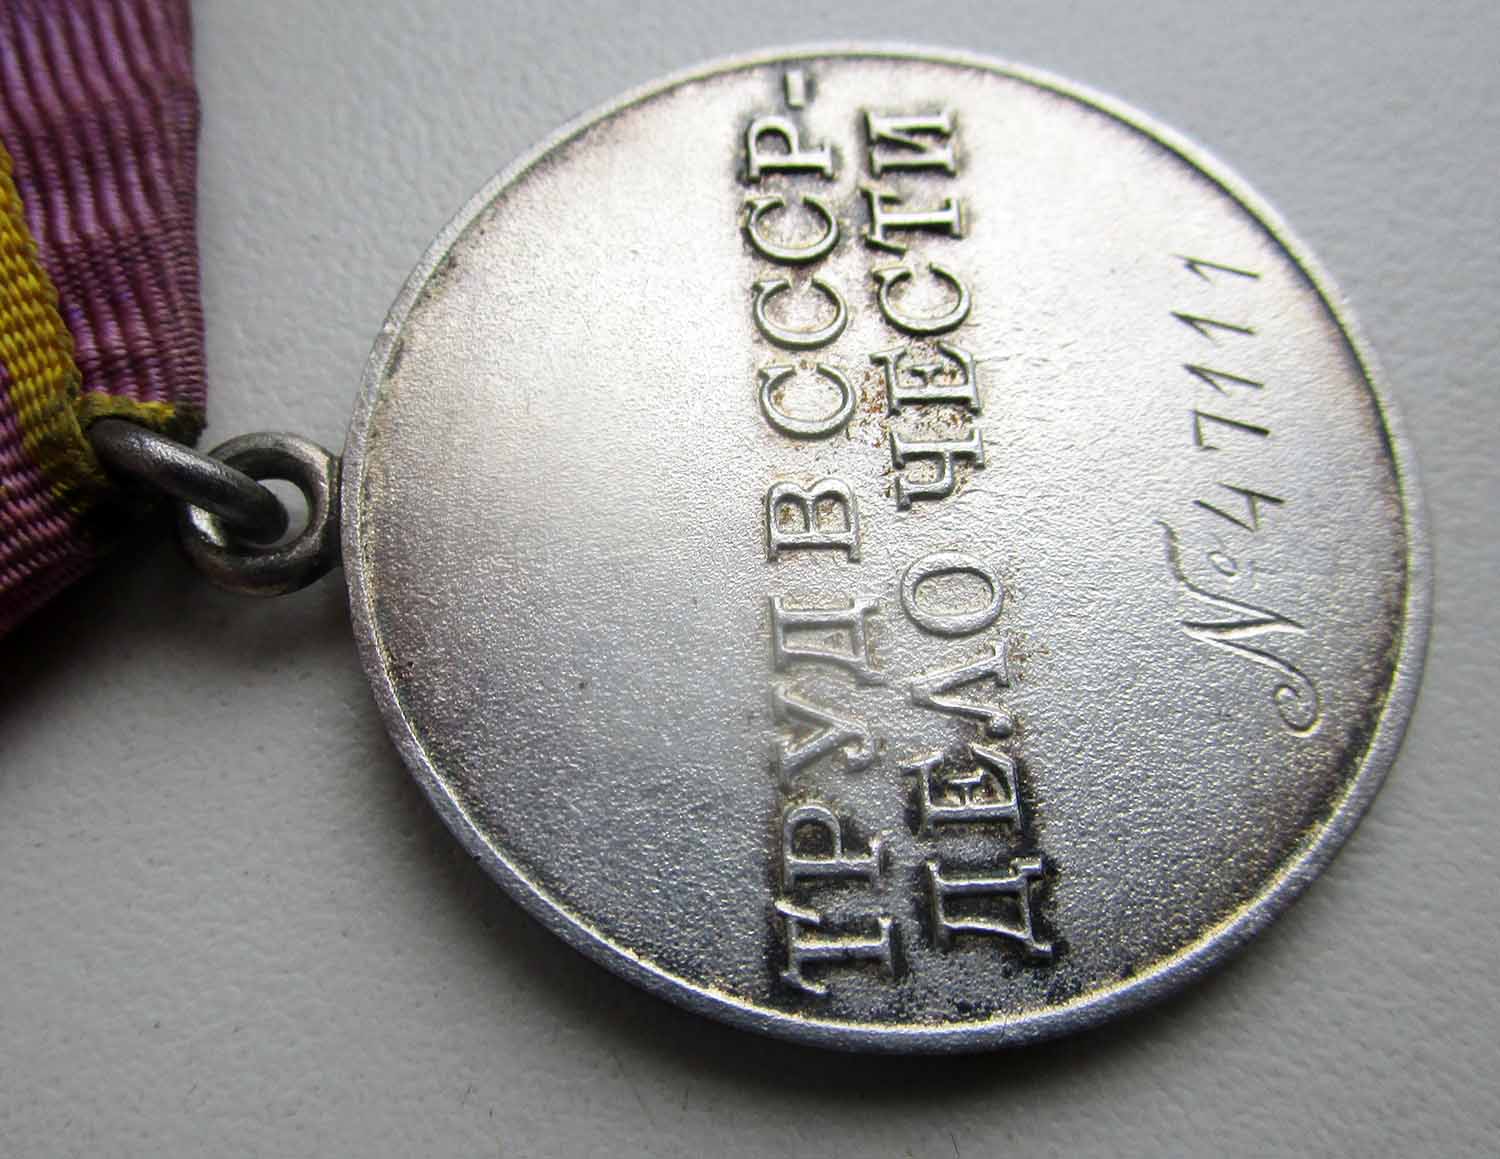 ТРУД В СССР-
ДЕЛО ЧЕСТИ
№ 47111